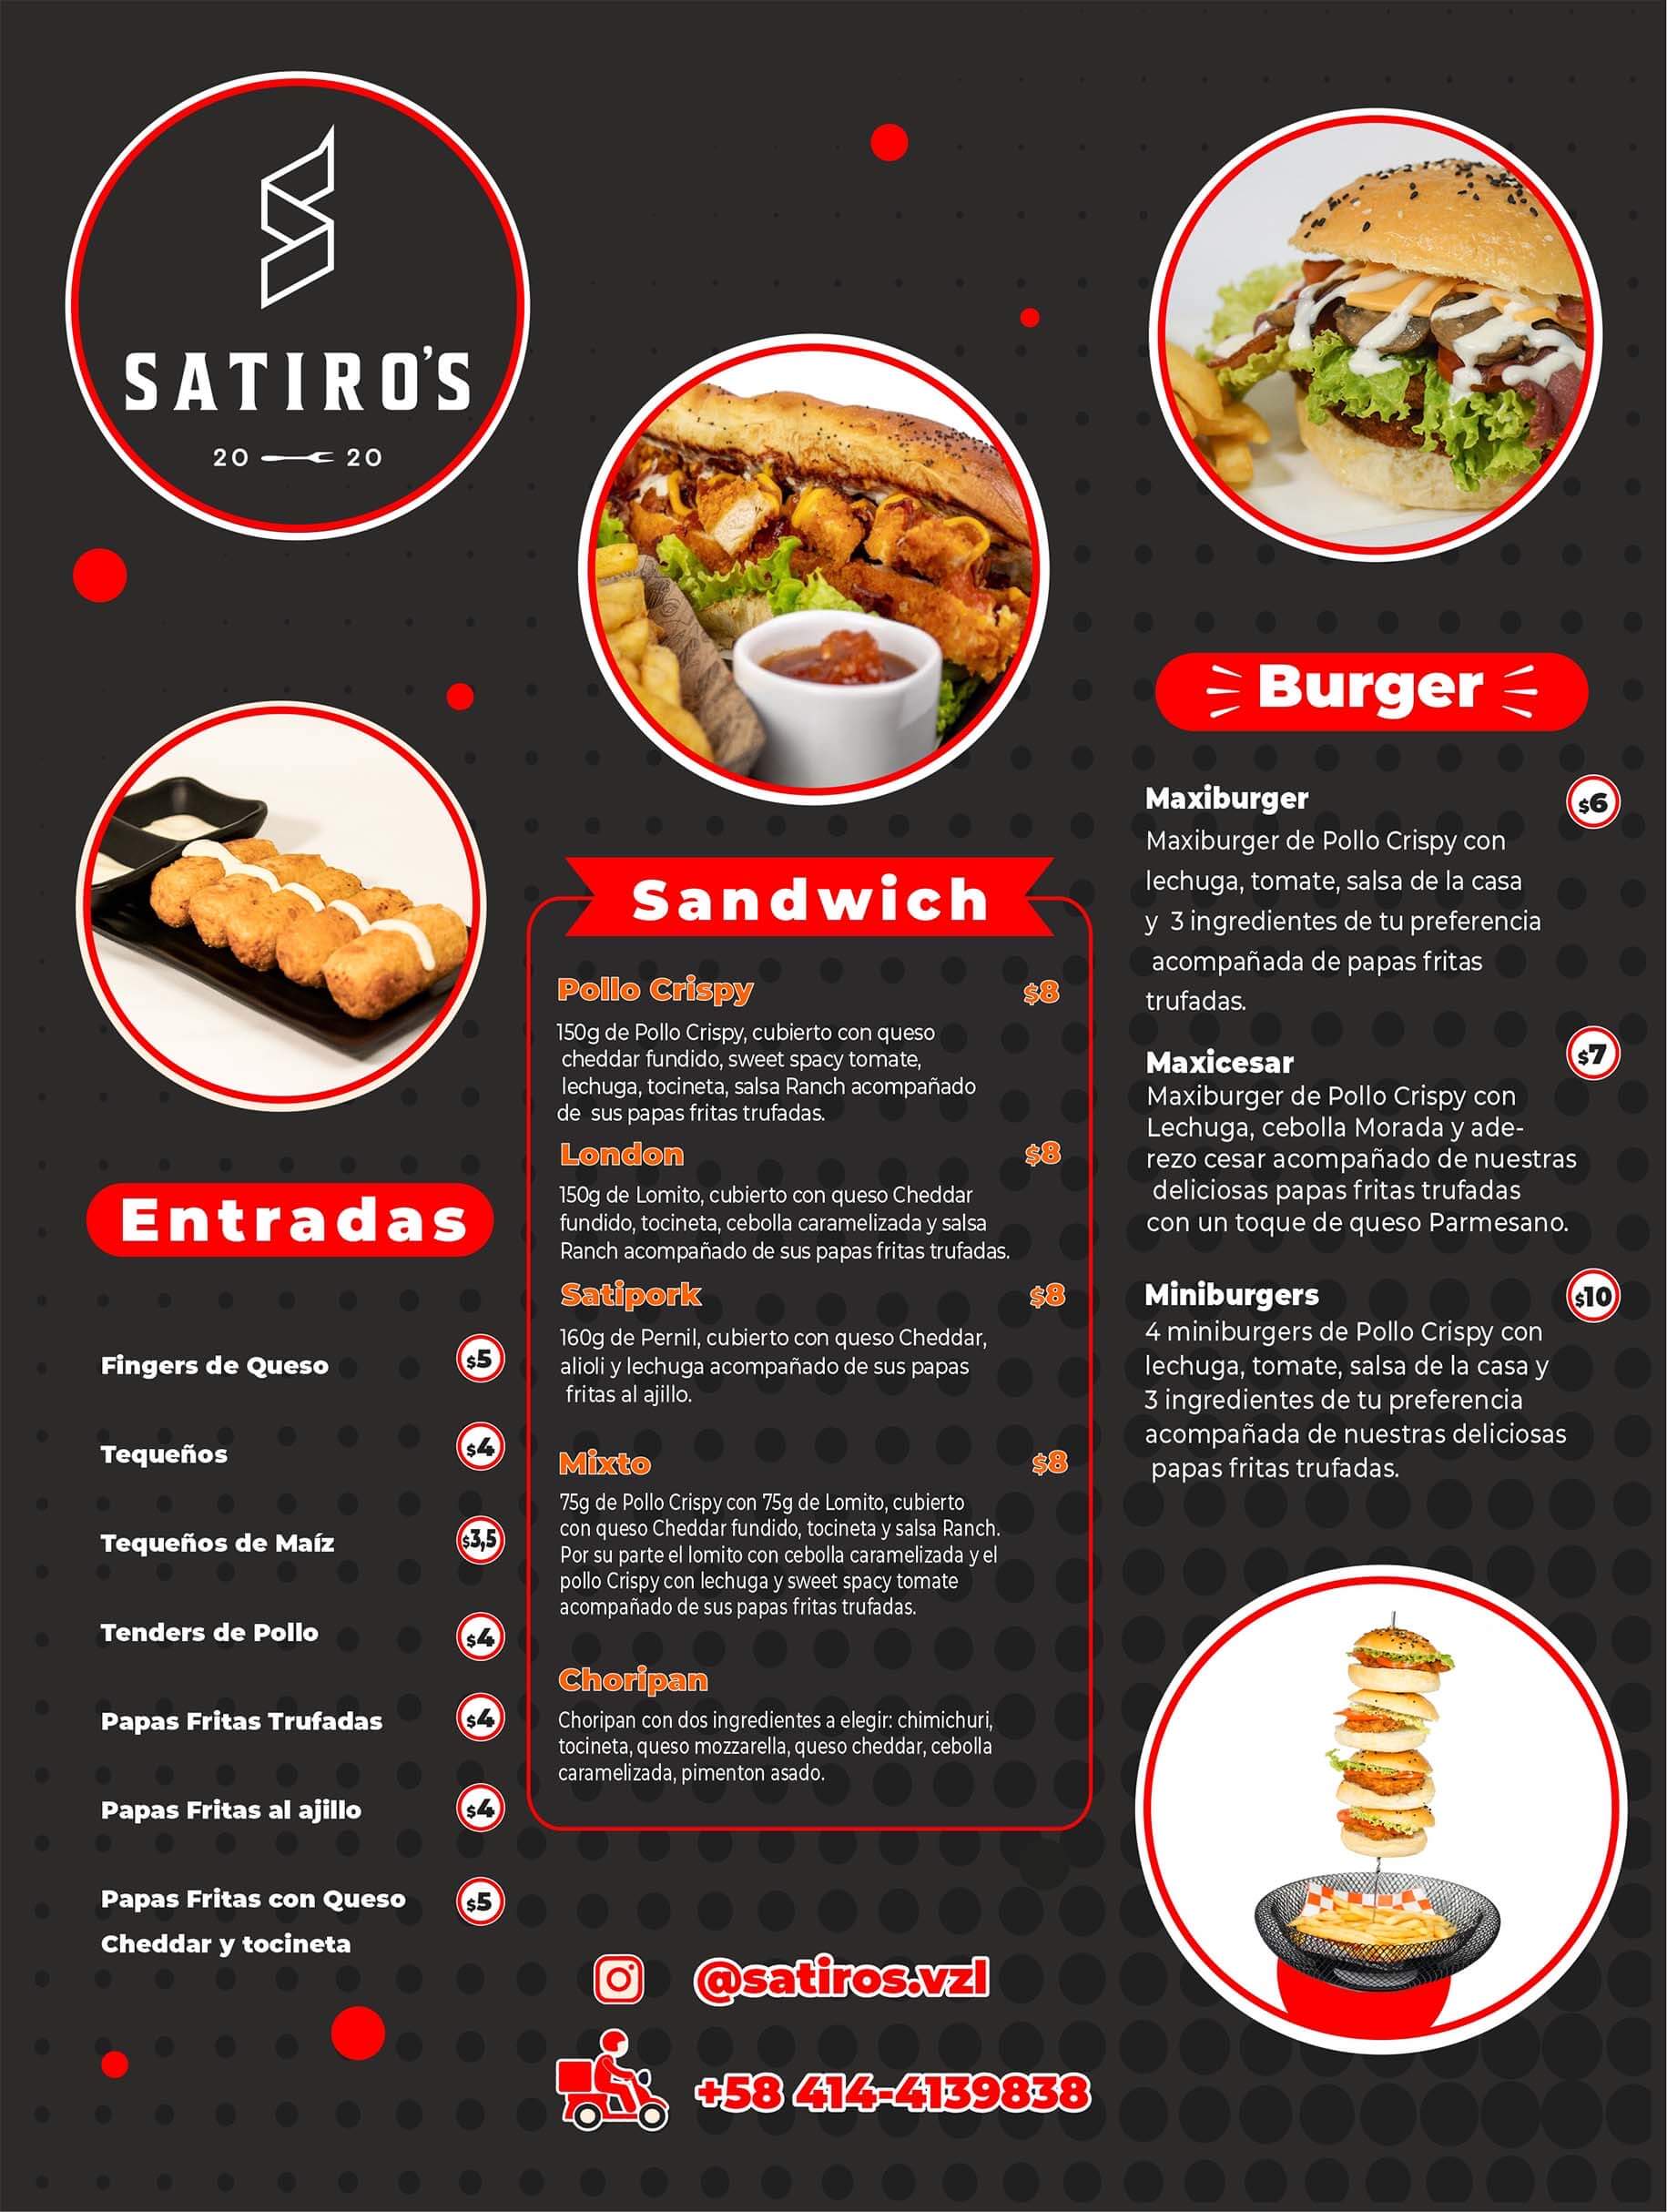 SATIRO'S
20 20
Entradas
Fingers de Queso $5
Tequeños $4
Tequeños de Maíz $3,5
Tenders de Pollo $4
Papas Fritas Trufadas $4
Papas Fritas al ajillo $4
Papas Fritas con Queso $5
Cheddar y tocineta
Sandwich
Pollo Crispy $8
150g de Pollo Crispy, cubierto con queso
cheddar fundido, sweet spacy tomate,
lechuga, tocineta, salsa Ranch acompañado
de sus papas fritas trufadas.
London $8
150g de Lomito, cubierto con queso Cheddar
fundido, tocineta, cebolla caramelizada y salsa
Ranch acompañado de sus papas fritas trufadas.
Satipork $8
160g de Pernil, cubierto con queso Cheddar,
alioli y lechuga acompañado de sus papas
fritas al ajillo.
Mixto $8
75g de Pollo Crispy con 75g de Lomito, cubierto
con queso Cheddar fundido, tocineta y salsa Ranch.
Por su parte el lomito con cebolla caramelizada y el
pollo Crispy con lechuga y sweet spacy tomate
acompañado de sus papas fritas trufadas.
Choripan
Choripan con dos ingredientes a elegir: chimichuri,
tocineta, queso mozzarella, queso cheddar, cebolla
caramelizada, pimenton asado.
Burger
Maxiburger $6
Maxiburger de Pollo Crispy con
lechuga, tomate, salsa de la casa
y 3 ingredientes de tu preferencia
acompañada de papas fritas
trufadas.
Maxicesar $7
Maxiburger de Pollo Crispy con
Lechuga, cebolla Morada y ade-
rezo cesar acompañado de nuestras
deliciosas papas fritas trufadas
con un toque de queso Parmesano.
Miniburgers $10
4 miniburgers de Pollo Crispy con
lechuga, tomate, salsa de la casa y
3 ingredientes de tu preferencia
acompañada de nuestras deliciosas
papas fritas trufadas.
@satiros.vzl
+58 414-4139838